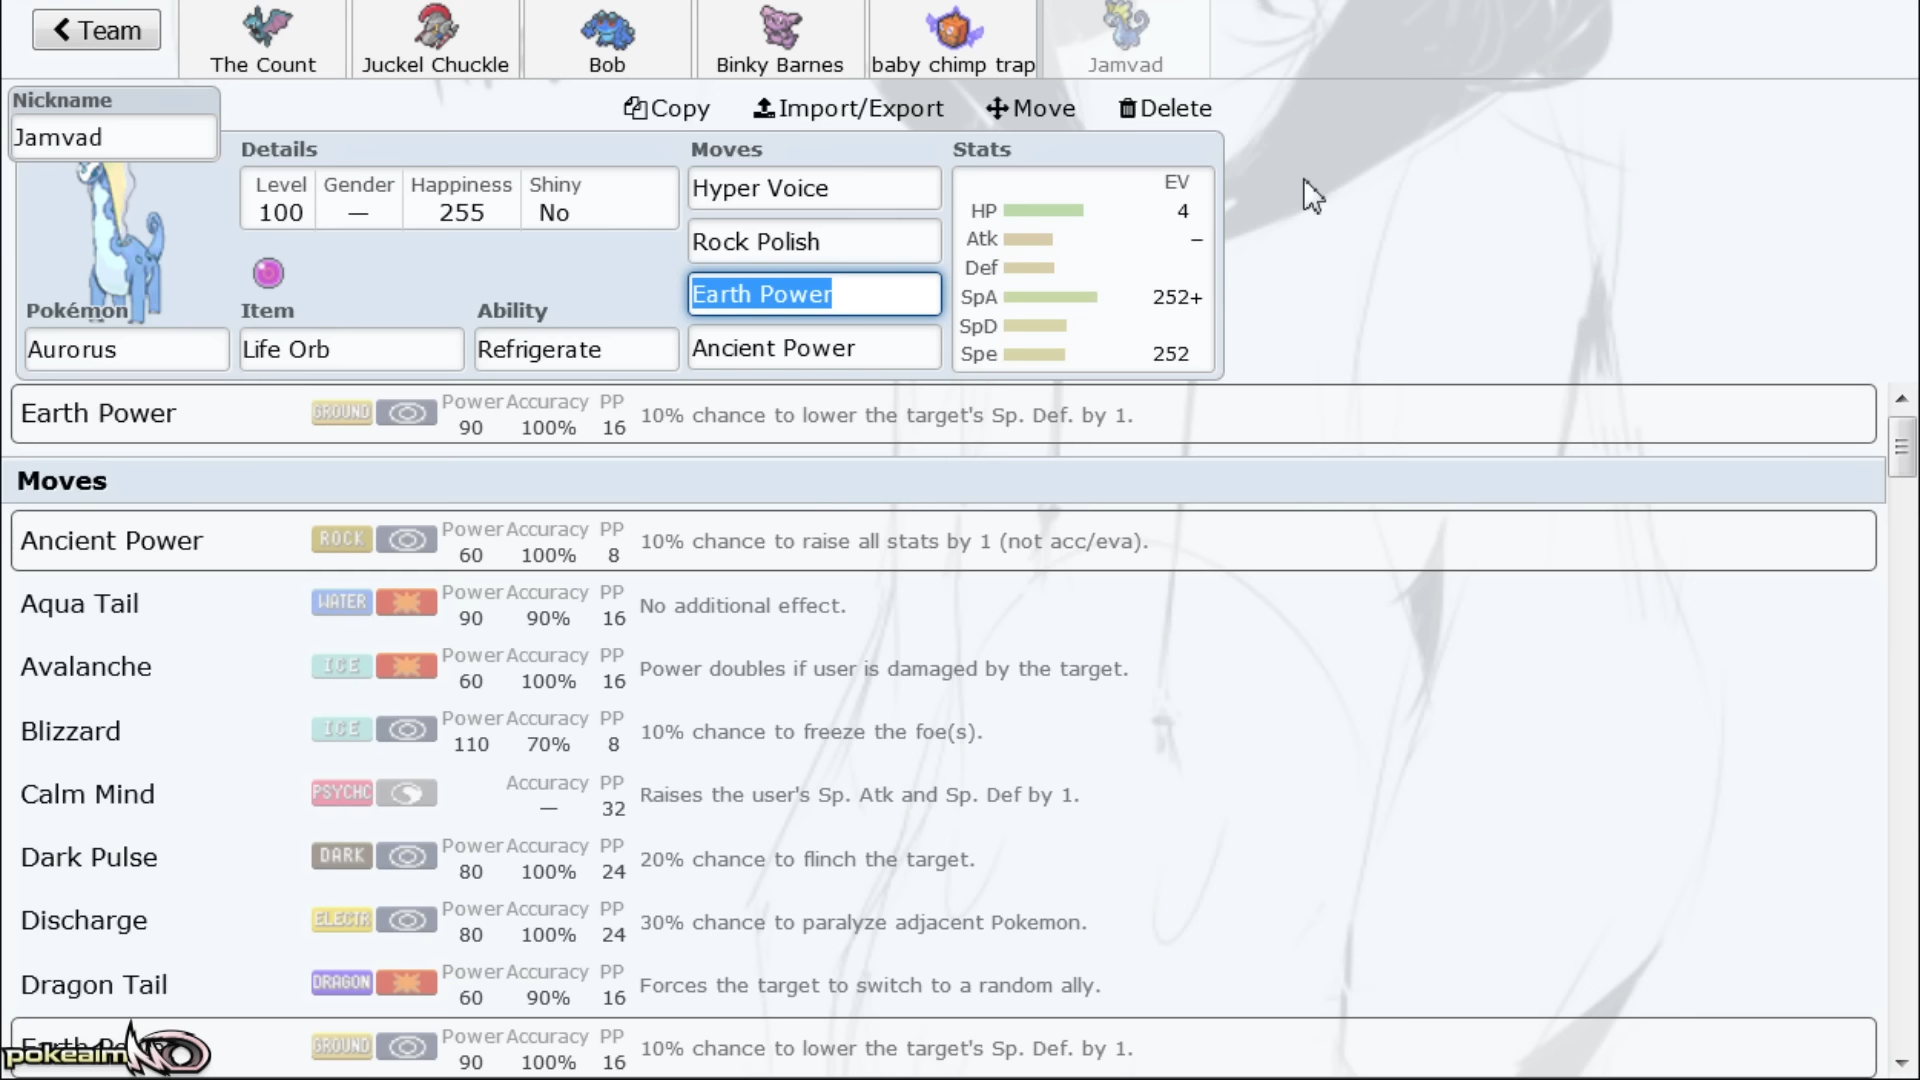 Team
The Count
Juckel Chuckle
Bob
Binky Barnes
baby chimp trap
Jamvad
Nickname
Jamvad
Copy
Import/Export
Move
Delete
Details
Level
Gender
Happiness
Shiny
100
—
255
No
Pokémon
Aurorus
Item
Life Orb
Ability
Refrigerate
Moves
Hyper Voice
Rock Polish
Earth Power
Ancient Power
Stats
EV
HP 4
Atk –
Def
SpA 252+
SpD
Spe 252
Earth Power GROUND Power 90 Accuracy 100% PP 16 10% chance to lower the target's Sp. Def. by 1.
Moves
Ancient Power ROCK Power 60 Accuracy 100% PP 8 10% chance to raise all stats by 1 (not acc/eva).
Aqua Tail WATER Power 90 Accuracy 90% PP 16 No additional effect.
Avalanche ICE Power 60 Accuracy 100% PP 16 Power doubles if user is damaged by the target.
Blizzard ICE Power 110 Accuracy 70% PP 8 10% chance to freeze the foe(s).
Calm Mind PSYCHC Accuracy — PP 32 Raises the user's Sp. Atk and Sp. Def by 1.
Dark Pulse DARK Power 80 Accuracy 100% PP 24 20% chance to flinch the target.
Discharge ELECTR Power 80 Accuracy 100% PP 24 30% chance to paralyze adjacent Pokemon.
Dragon Tail DRAGON Power 60 Accuracy 90% PP 16 Forces the target to switch to a random ally.
Earth GROUND Power 90 Accuracy 100% PP 16 10% chance to lower the target's Sp. Def. by 1.
pokeaimMD